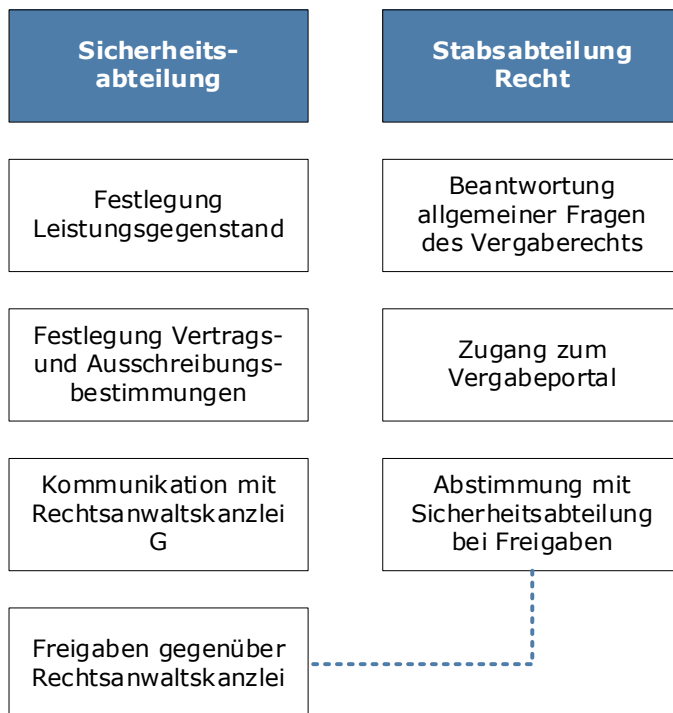 Sicherheits-
abteilung
Festlegung
Leistungsgegenstand
Festlegung Vertrags-
und Ausschreibungs-
bestimmungen
Kommunikation mit
Rechtsanwaltskanzlei
G
Freigaben gegenüber
Rechtsanwaltskanzlei
Stabsabteilung
Recht
Beantwortung
allgemeiner Fragen
des Vergaberechts
Zugang zum
Vergabeportal
Abstimmung mit
Sicherheitsabteilung
bei Freigaben